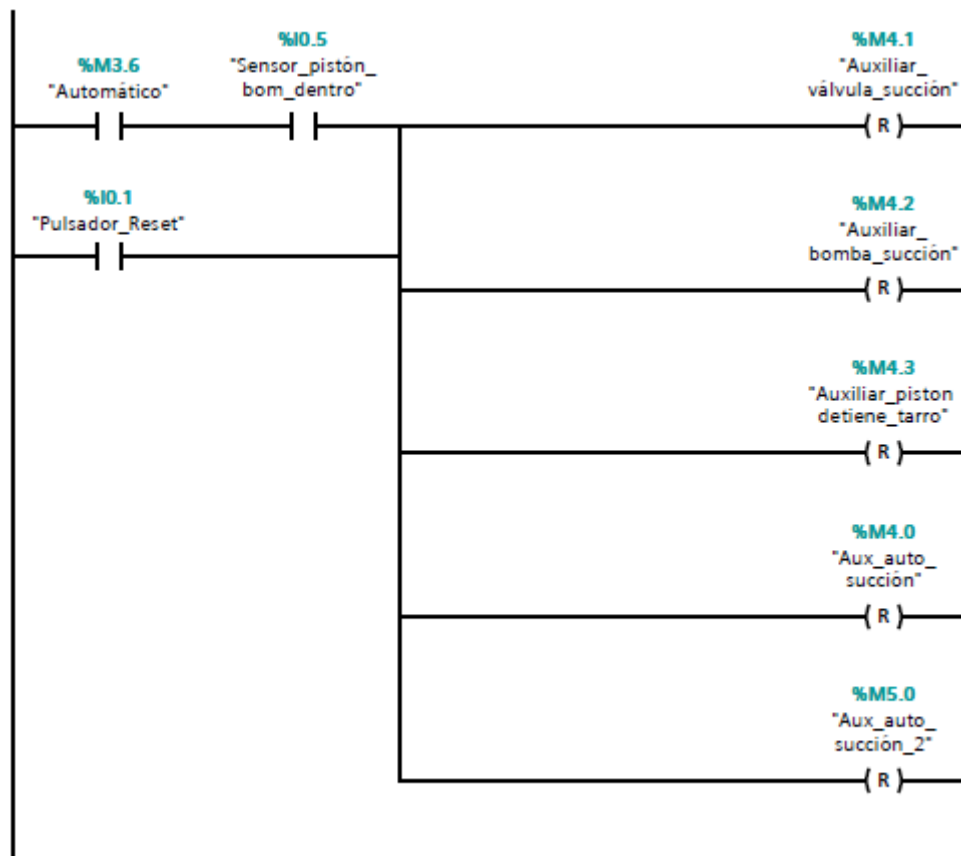 %M3.6
"Automático"
%I0.5
"Sensor_pistón_
bom_dentro"
%M4.1
"Auxiliar_
válvula_succión"
R
%I0.1
"Pulsador_Reset"
%M4.2
"Auxiliar_
bomba_succión"
R
%M4.3
"Auxiliar_piston
detiene_tarro"
R
%M4.0
"Aux_auto_
succión"
R
%M5.0
"Aux_auto_
succión_2"
R